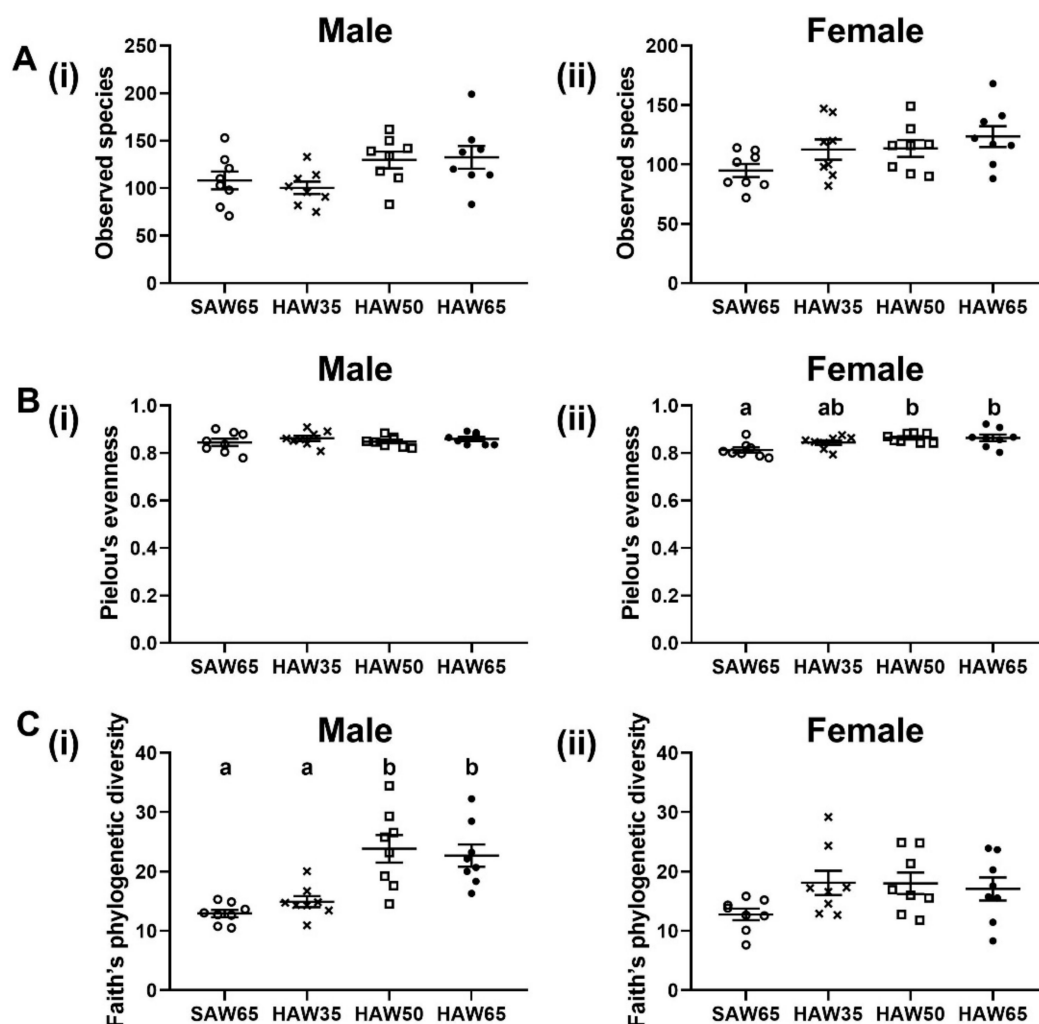 A
(i)
Male
Observed species
250
200
150
100
50
0
SAW65 HAW35 HAW50 HAW65
(ii)
Female
Observed species
200
150
100
50
0
SAW65 HAW35 HAW50 HAW65
B
(i)
Male
Pielou's evenness
1.0
0.8
0.6
0.4
0.2
0.0
SAW65 HAW35 HAW50 HAW65
(ii)
Female
Pielou's evenness
1.0
0.8
0.6
0.4
0.2
0.0
a ab b b
SAW65 HAW35 HAW50 HAW65
C
(i)
Male
Faith's phylogenetic diversity
40
30
20
10
0
a a b b
SAW65 HAW35 HAW50 HAW65
(ii)
Female
Faith's phylogenetic diversity
40
30
20
10
0
SAW65 HAW35 HAW50 HAW65